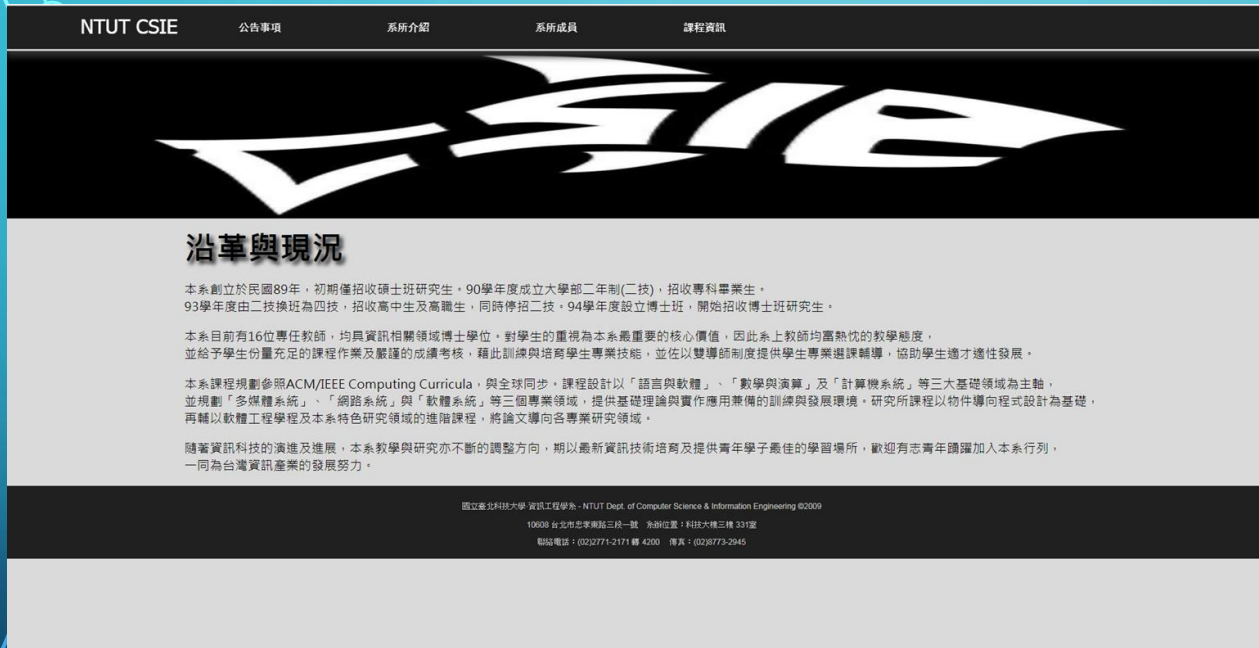 NTUT CSIE
公告事項
系所介紹
系所成員
課程資訊
CSIE
沿革與現況
本系創立於民國89年，初期僅招收碩士班研究生。90學年度成立大學部二年制(二技)，招收專科畢業生。
93學年度由二技換班為四技，招收高中生及高職生，同時停招二技。94學年度設立博士班，開始招收博士班研究生。
本系目前有16位專任教師，均具資訊相關領域博士學位。對學生的重視為本系最重要的核心價值，因此系上教師均富熱忱的教學態度，
並給予學生份量充足的課程作業及嚴謹的成績考核，藉此訓練與培育學生專業技能，並佐以雙導師制度提供學生專業選課輔導，協助學生適才適性發展。
本系課程規劃參照ACM/IEEE Computing Curricula，與全球同步。課程設計以「語言與軟體」、「數學與演算」及「計算機系統」等三大基礎領域為主軸，
並規劃「多媒體系統」、「網路系統」與「軟體系統」等三個專業領域，提供基礎理論與實作應用兼備的訓練與發展環境。研究所課程以物件導向程式設計為基礎，
再輔以軟體工程學程及本系特色研究領域的進階課程，將論文導向各專業研究領域。
隨著資訊科技的演進及進展，本系教學與研究亦不斷的調整方向，期以最新資訊技術培育及提供青年學子最佳的學習場所，歡迎有志青年踴躍加入本系行列，
一同為台灣資訊產業的發展努力。
國立臺北科技大學-資訊工程學系 - NTUT Dept. of Computer Science & Information Engineering ©2009
10608 台北市忠孝東路三段一號 系辦位置：科技大樓三樓 331室
聯絡電話：(02)2771-2171 轉 4200 傳真：(02)8773-2945